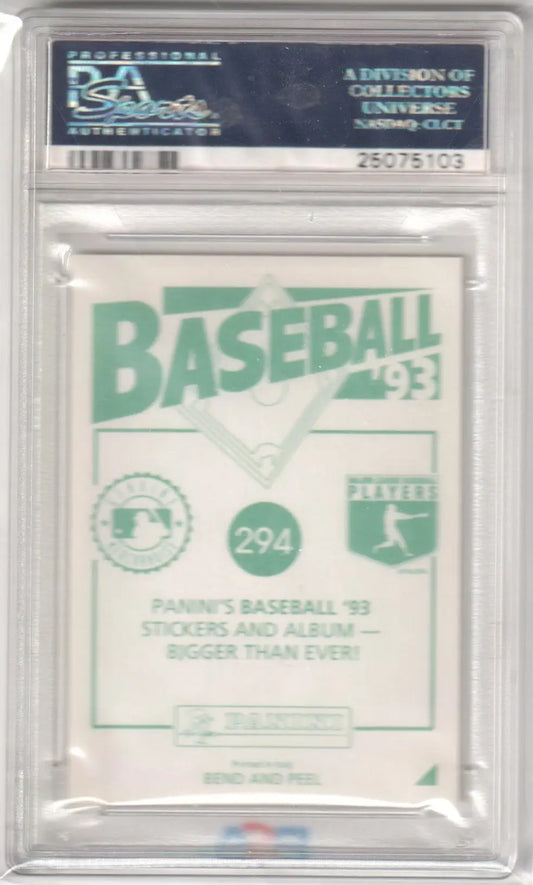 PROFESSIONAL
PSA
Sports
AUTHENTICATOR
A DIVISION OF
COLLECTORS
UNIVERSE
NASDAQ: CLCT
25075103
BASEBALL
'93
GENUINE
PLAYERS
294
PANINI'S BASEBALL '93
STICKERS AND ALBUM —
BIGGER THAN EVER!
PANINI
Printed in Italy
BEND AND PEEL